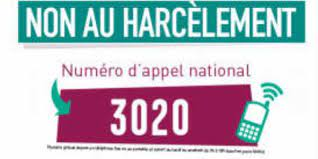 NON AU HARCÈLEMENT
Numéro d'appel national
3020